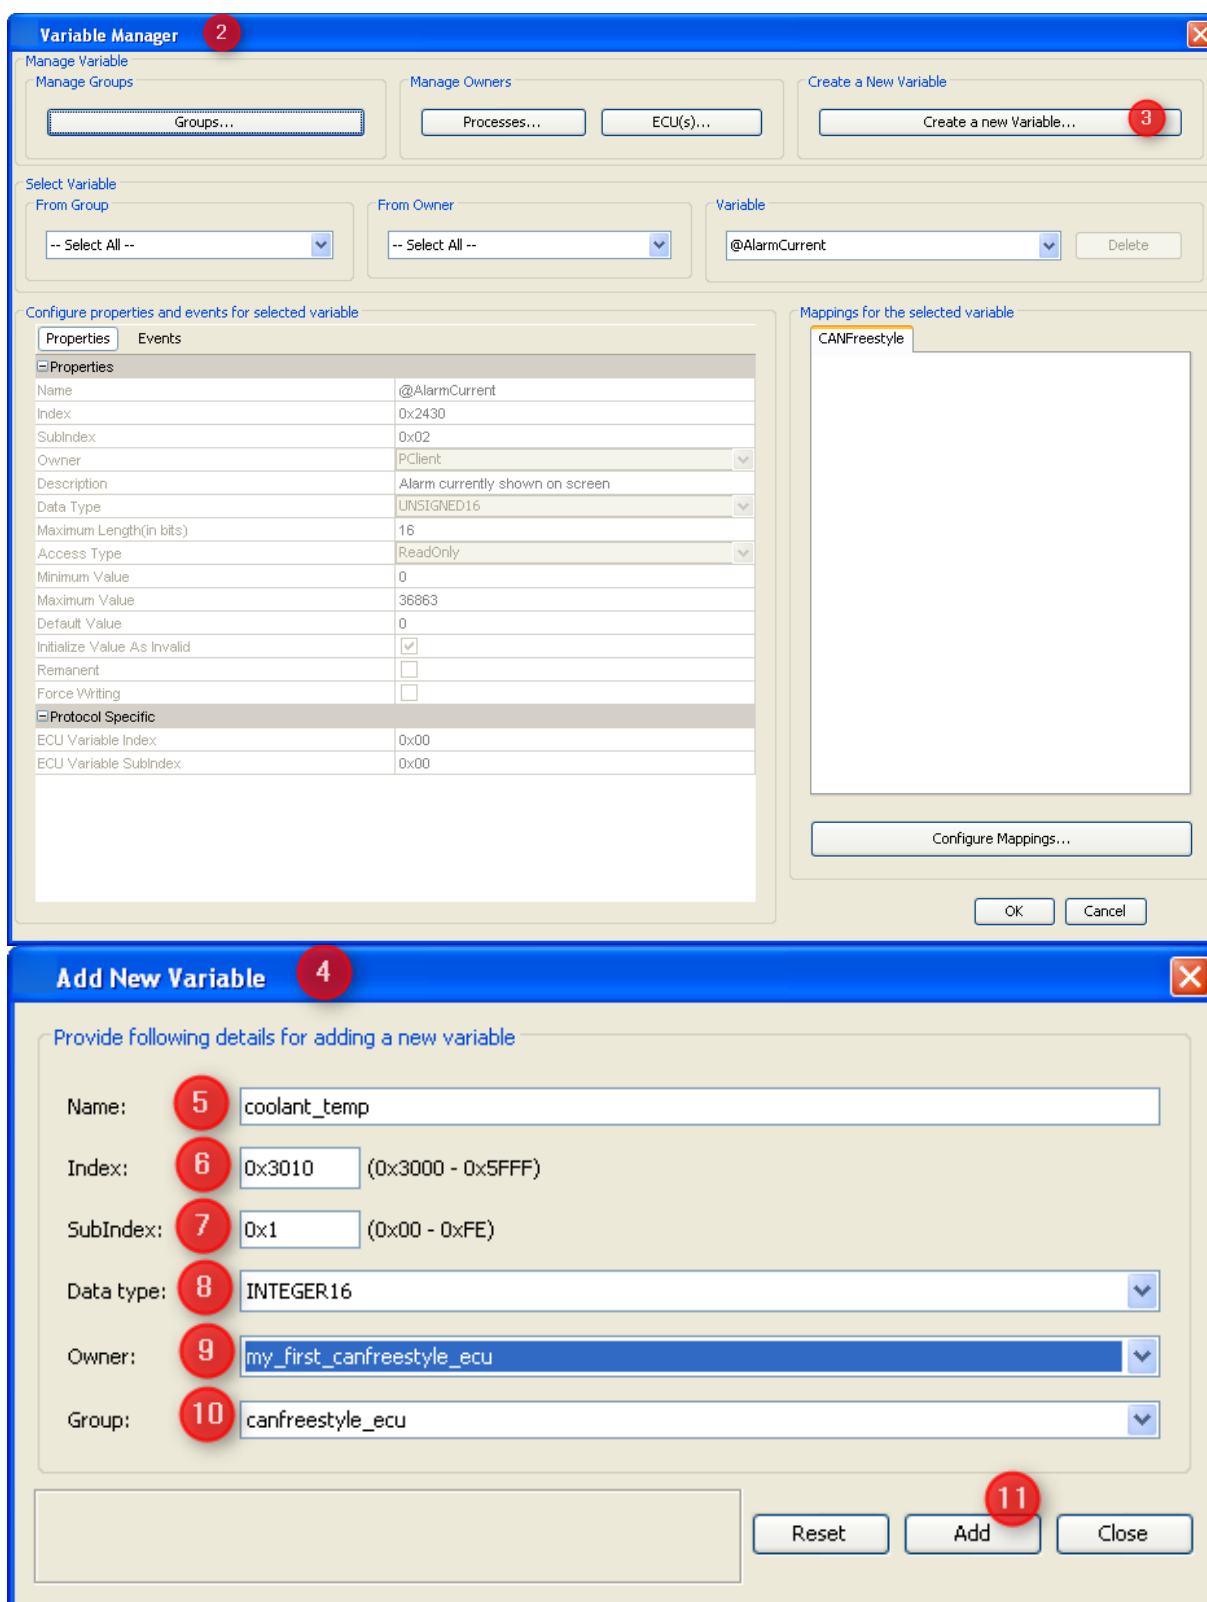 Variable Manager 2
Manage Variable
Manage Groups
Manage Owners
Create a New Variable
Groups...
Processes...
ECU(s)...
Create a new Variable... 3
Select Variable
From Group
From Owner
Variable
-- Select All --
-- Select All --
@AlarmCurrent
Delete
Configure properties and events for selected variable
Mappings for the selected variable
Properties Events
CANFreestyle
Properties
Name @AlarmCurrent
Index 0x2430
SubIndex 0x02
Owner PClient
Description Alarm currently shown on screen
Data Type UNSIGNED16
Maximum Length(in bits) 16
Access Type ReadOnly
Minimum Value 0
Maximum Value 36863
Default Value 0
Initialize Value As Invalid
Remanent
Force Writing
Protocol Specific
ECU Variable Index 0x00
ECU Variable SubIndex 0x00
Configure Mappings...
OK Cancel
Add New Variable 4
Provide following details for adding a new variable
Name: 5 coolant_temp
Index: 6 0x3010 (0x3000 - 0x5FFF)
SubIndex: 7 0x1 (0x00 - 0xFE)
Data type: 8 INTEGER16
Owner: 9 my_first_canfreestyle_ecu
Group: 10 canfreestyle_ecu
11
Reset Add Close